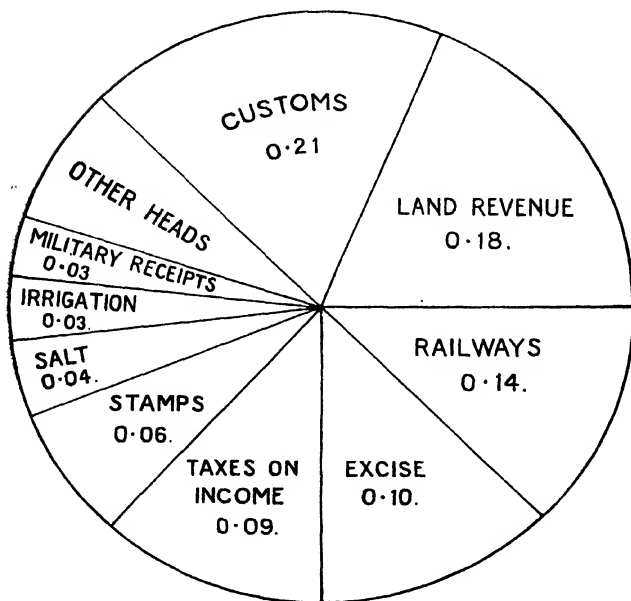 CUSTOMS
0·21
LAND REVENUE
0·18.
OTHER HEADS
MILITARY RECEIPTS
0·03
IRRIGATION
0·03.
SALT
0·04.
STAMPS
0·06.
TAXES ON
INCOME
0·09.
EXCISE
0·10.
RAILWAYS
0·14.